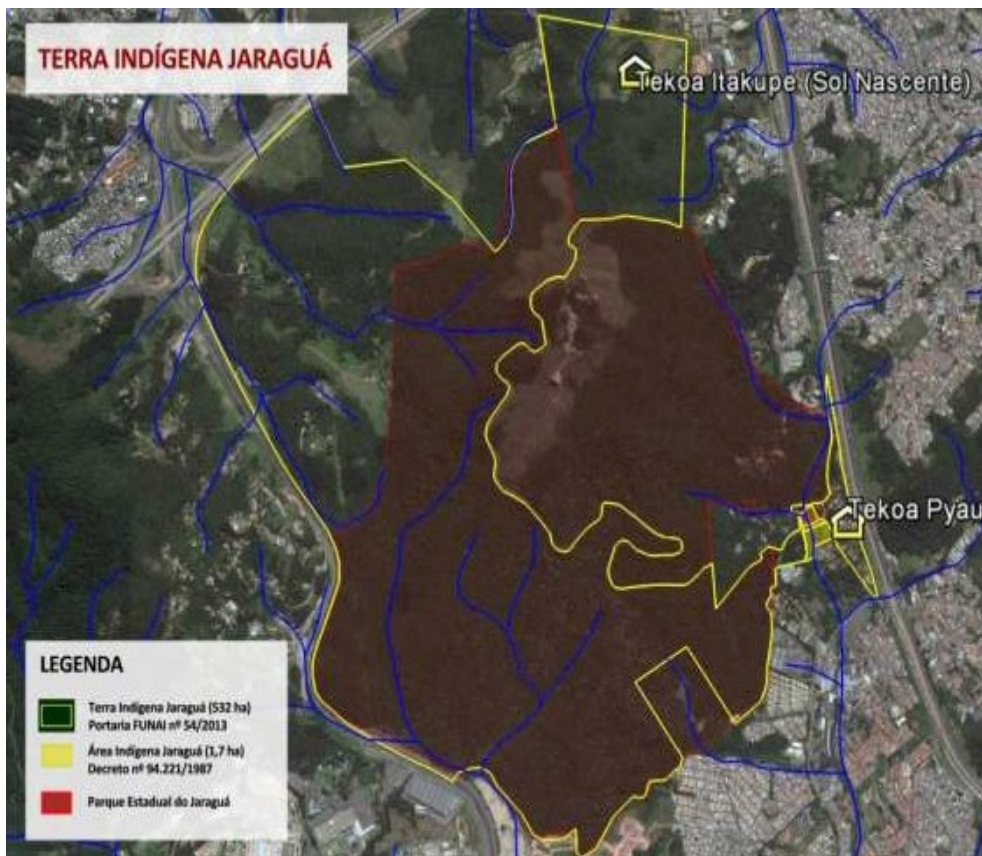 TERRA INDÍGENA JARAGUÁ
Tekoa Itakupe (Sol Nascente)
Tekoa Pyau
LEGENDA
Terra Indígena Jaraguá (532 ha)
Portaria FUNAI nº 54/2013
Área Indígena Jaraguá (1,7 ha)
Decreto nº 94.221/1987
Parque Estadual do Jaraguá